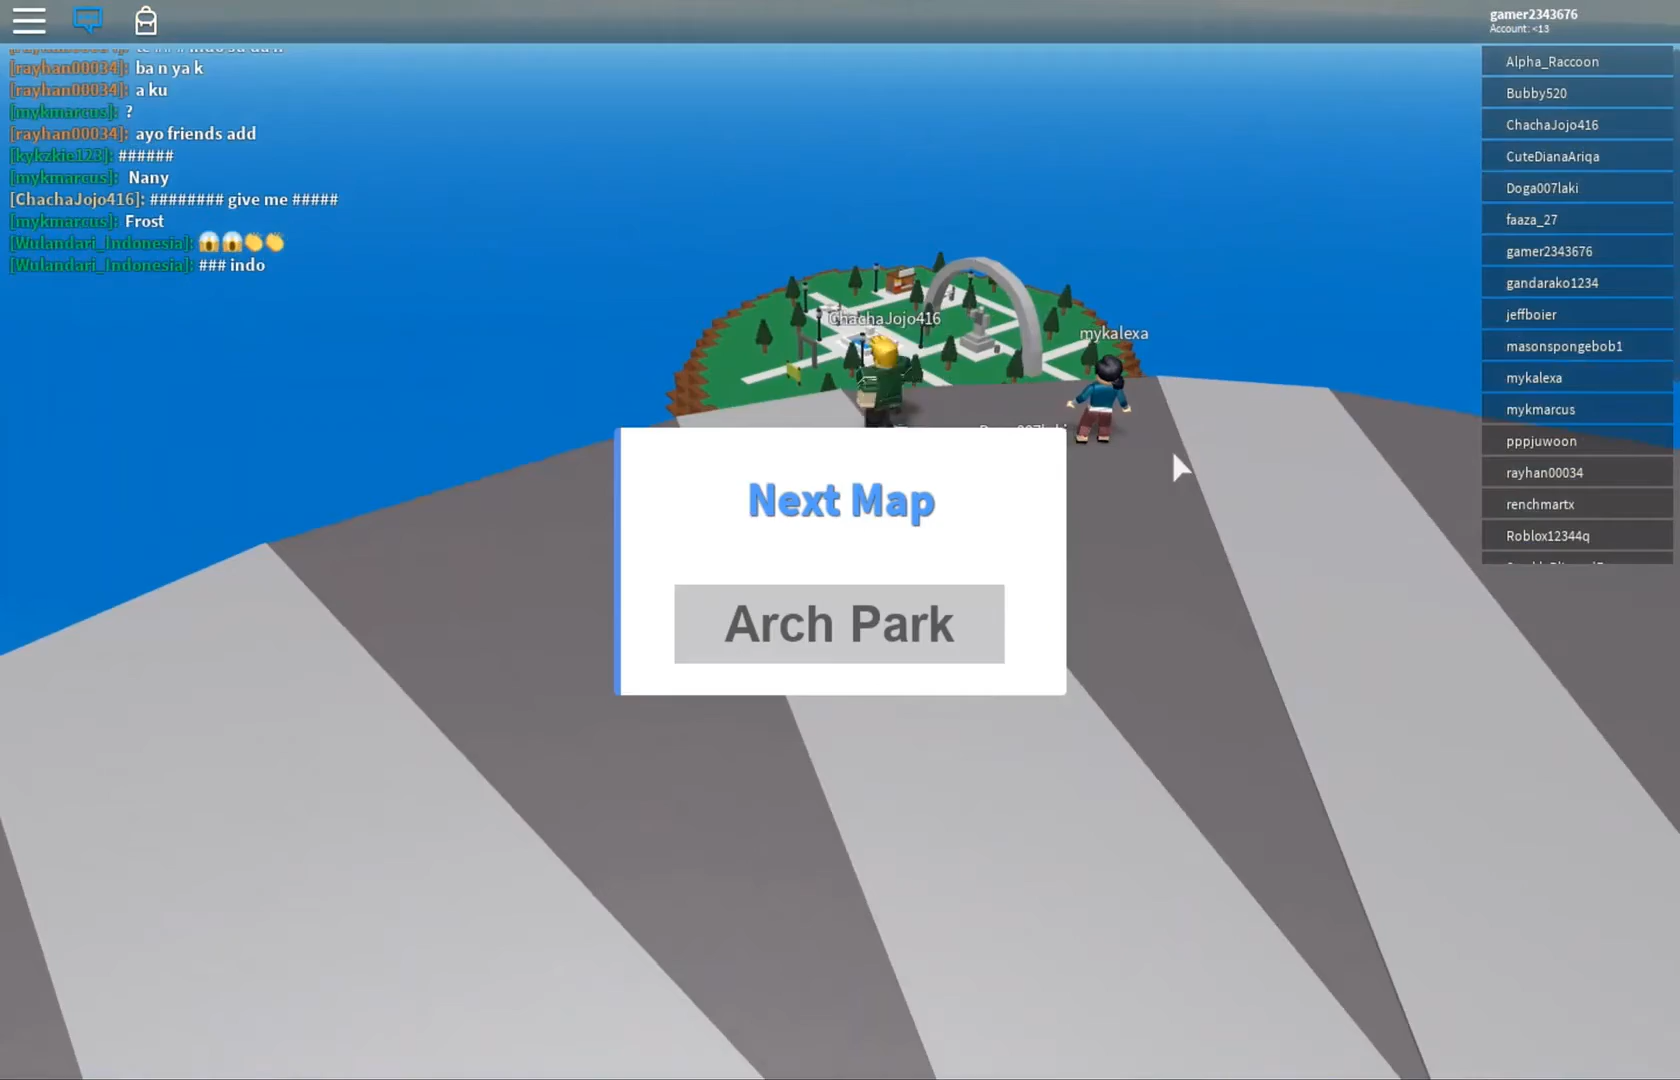 gamer2343676
Account: <13
[rayhan00034]: ba n ya k
[rayhan00034]: a ku
[mykmarcus]: ?
[rayhan00034]: ayo friends add
[kykzkie123]: ######
[mykmarcus]: Nany
[ChachaJojo416]: ######## give me #####
[mykmarcus]: Frost
[Wulandari_Indonesia]: 😱😱👏👏
[Wulandari_Indonesia]: ### indo
Alpha_Raccoon
Bubby520
ChachaJojo416
CuteDianaAriqa
Doga007laki
faaza_27
gamer2343676
gandarako1234
jeffboier
masonspongebob1
mykalexa
mykmarcus
pppjuwoon
rayhan00034
renchmartx
Roblox12344q
ChachaJojo416
mykalexa
Next Map
Arch Park